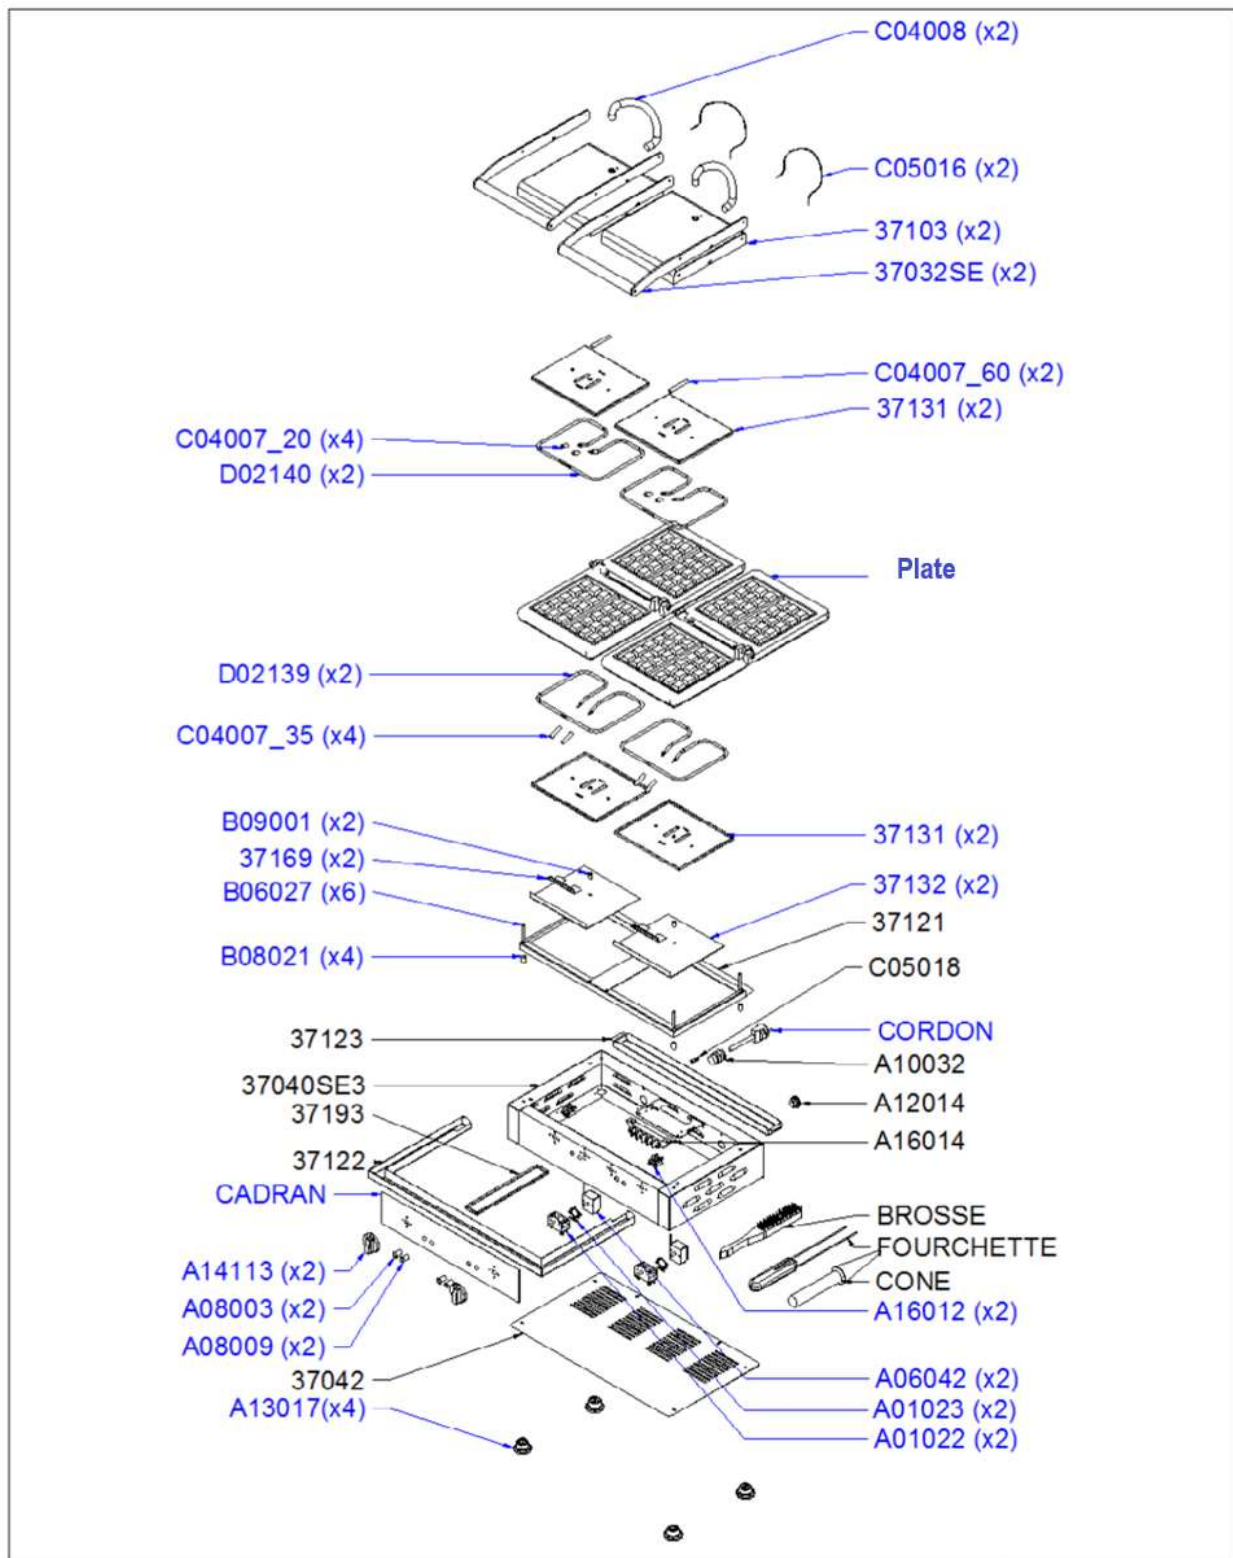 C04008 (x2)
C05016 (x2)
37103 (x2)
37032SE (x2)
C04007_60 (x2)
37131 (x2)
C04007_20 (x4)
D02140 (x2)
Plate
D02139 (x2)
C04007_35 (x4)
B09001 (x2)
37169 (x2)
B06027 (x6)
B08021 (x4)
37131 (x2)
37132 (x2)
37121
C05018
CORDON
A10032
A12014
A16014
37123
37040SE3
37193
37122
CADRAN
A14113 (x2)
A08003 (x2)
A08009 (x2)
37042
A13017(x4)
BROSSE
FOURCHETTE
CONE
A16012 (x2)
A06042 (x2)
A01023 (x2)
A01022 (x2)